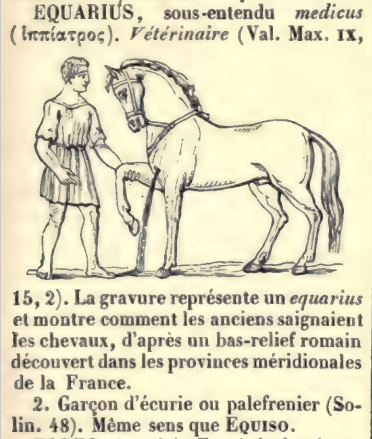 EQUARIUS, sous-entendu medicus
(ἱππίατρος). Vétérinaire (Val. Max. IX,
15, 2). La gravure représente un equarius
et montre comment les anciens saignaient
les chevaux, d'après un bas-relief romain
découvert dans les provinces méridionales
de la France.
2. Garçon d'écurie ou palefrenier (So-
lin. 48). Même sens que EQUISO.